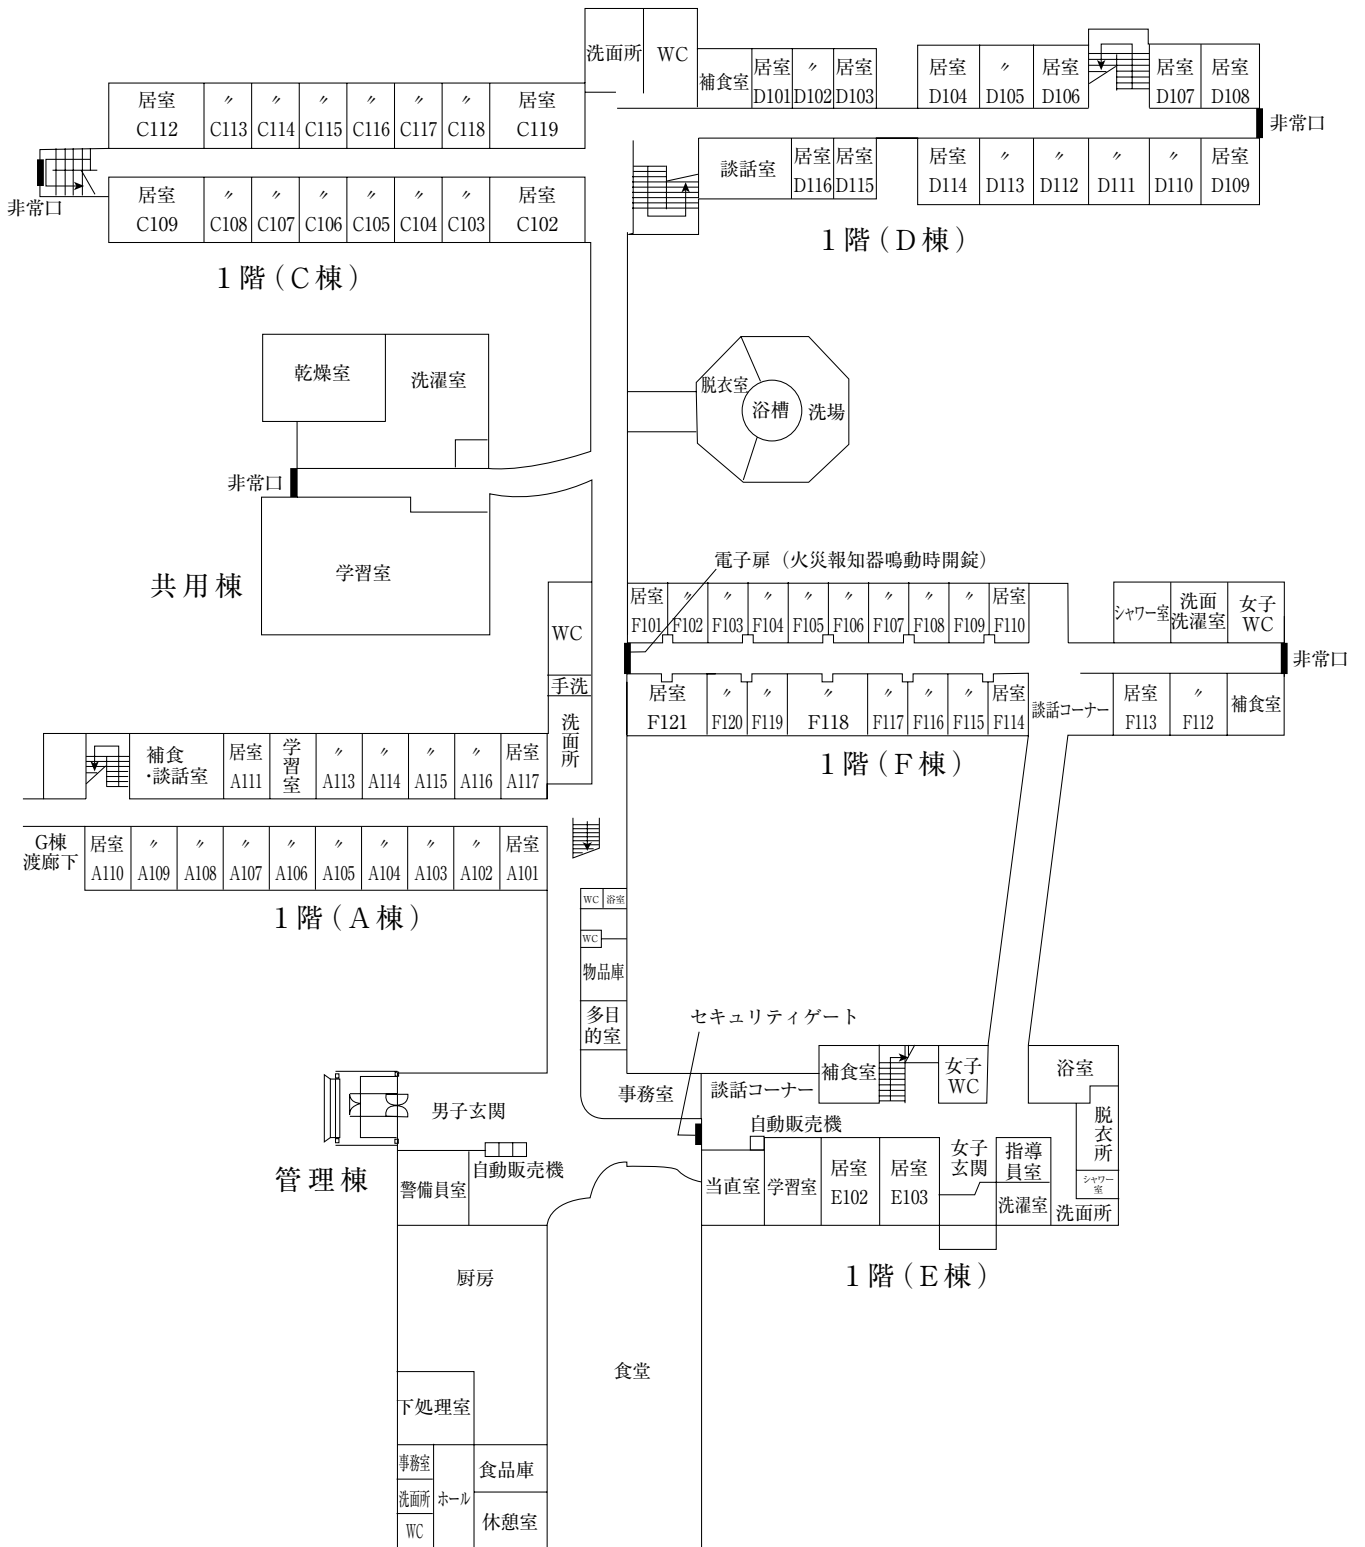 洗面所
WC
補食室
居室
D101
〃
D102
居室
D103
居室
D104
〃
D105
居室
D106
居室
D107
居室
D108
非常口
談話室
居室
D116
居室
D115
居室
D114
〃
D113
〃
D112
〃
D111
〃
D110
居室
D109
1階(D棟)
居室
C112
〃
C113
〃
C114
〃
C115
〃
C116
〃
C117
〃
C118
居室
C119
非常口
居室
C109
〃
C108
〃
C107
〃
C106
〃
C105
〃
C104
〃
C103
居室
C102
1階(C棟)
乾燥室
洗濯室
非常口
学習室
共用棟
脱衣室
浴槽
洗場
電子扉(火災報知器鳴動時開錠)
居室
F101
〃
F102
〃
F103
〃
F104
〃
F105
〃
F106
〃
F107
〃
F108
〃
F109
居室
F110
シャワー室
洗面
洗濯室
女子
WC
非常口
居室
F121
〃
F120
〃
F119
〃
F118
〃
F117
〃
F116
〃
F115
居室
F114
談話コーナー
居室
F113
〃
F112
補食室
1階(F棟)
WC
手洗
洗面所
補食
・談話室
居室
A111
学習室
〃
A113
〃
A114
〃
A115
〃
A116
居室
A117
G棟
渡廊下
居室
A110
〃
A109
〃
A108
〃
A107
〃
A106
〃
A105
〃
A104
〃
A103
〃
A102
居室
A101
1階(A棟)
WC
浴室
WC
物品庫
多目
的室
事務室
セキュリティゲート
談話コーナー
補食室
女子
WC
浴室
脱衣所
シャワー
室
洗面所
自動販売機
当直室
学習室
居室
E102
居室
E103
女子
玄関
指導
員室
洗濯室
1階(E棟)
男子玄関
自動販売機
警備員室
管理棟
厨房
食堂
下処理室
事務室
洗面所
WC
ホール
食品庫
休憩室